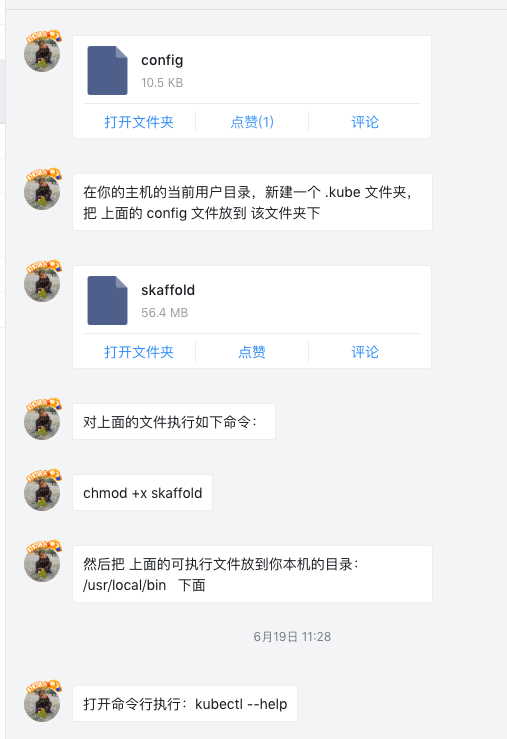 config
10.5 KB
打开文件夹 点赞(1) 评论
在你的主机的当前用户目录，新建一个 .kube 文件夹，
把 上面的 config 文件放到 该文件夹下
skaffold
56.4 MB
打开文件夹 点赞 评论
对上面的文件执行如下命令：
chmod +x skaffold
然后把 上面的可执行文件放到你本机的目录：
/usr/local/bin 下面
6月19日 11:28
打开命令行执行：kubectl --help